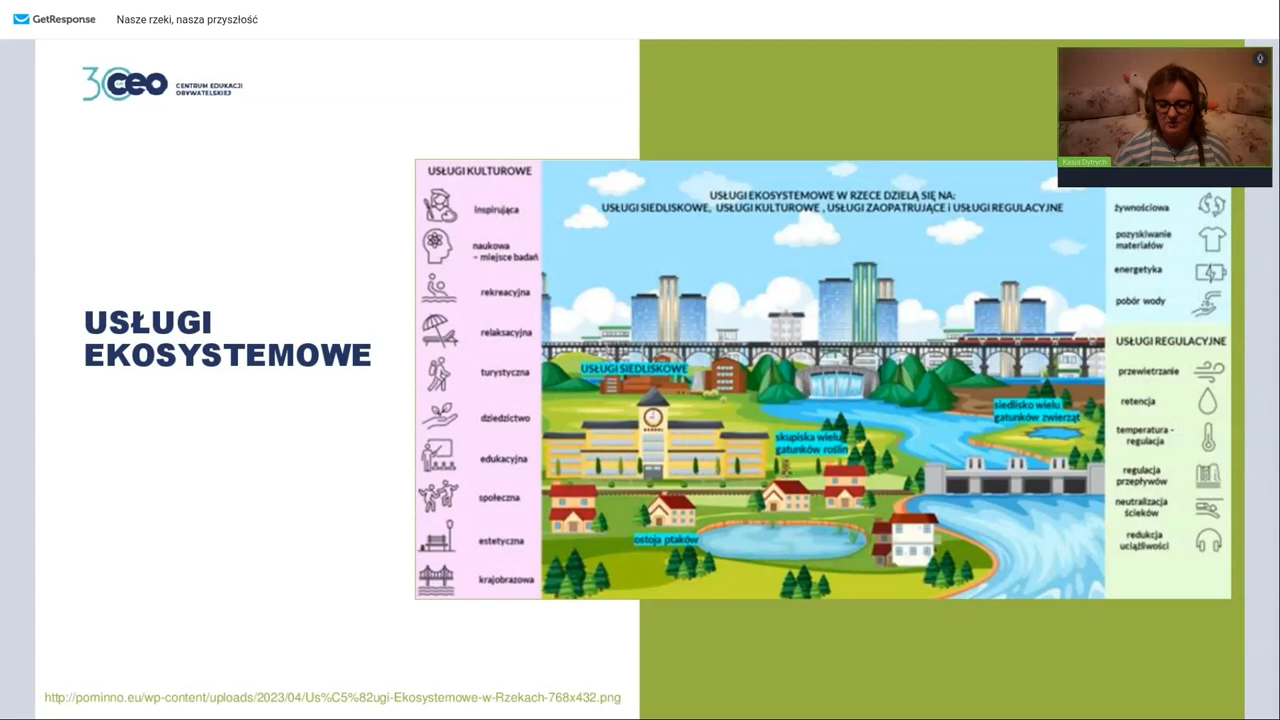 GetResponse
Nasze rzeki, nasza przyszłość
30 ceo
CENTRUM EDUKACJI
OBYWATELSKIEJ
Kasia Dytrych
USŁUGI
EKOSYSTEMOWE
USŁUGI KULTUROWE
inspirująca
naukowa
– miejsce badań
rekreacyjna
relaksacyjna
turystyczna
dziedzictwo
edukacyjna
społeczna
estetyczna
krajobrazowa
USŁUGI EKOSYSTEMOWE W RZECE DZIELĄ SIĘ NA:
USŁUGI SIEDLISKOWE, USŁUGI KULTUROWE , USŁUGI ZAOPATRUJĄCE i USŁUGI REGULACYJNE
USŁUGI SIEDLISKOWE
siedlisko wielu
gatunków zwierząt
skupiska wielu
gatunków roślin
SCHOOL
ostoja ptaków
żywnościowa
pozyskiwanie
materiałów
energetyka
pobór wody
USŁUGI REGULACYJNE
przewietrzanie
retencja
temperatura -
regulacja
regulacja
przepływów
neutralizacja
ścieków
redukcja
uciążliwości
http://pominno.eu/wp-content/uploads/2023/04/Us%C5%82ugi-Ekosystemowe-w-Rzekach-768x432.png